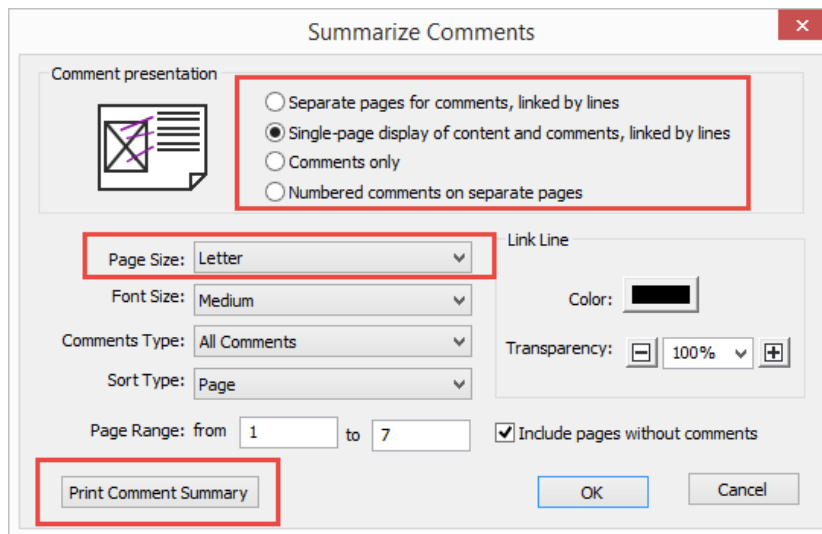 Summarize Comments
Comment presentation
Separate pages for comments, linked by lines
Single-page display of content and comments, linked by lines
Comments only
Numbered comments on separate pages
Page Size: Letter
Link Line
Font Size: Medium
Color:
Comments Type: All Comments
Transparency: 100%
Sort Type: Page
Page Range: from 1 to 7
Include pages without comments
Print Comment Summary
OK
Cancel